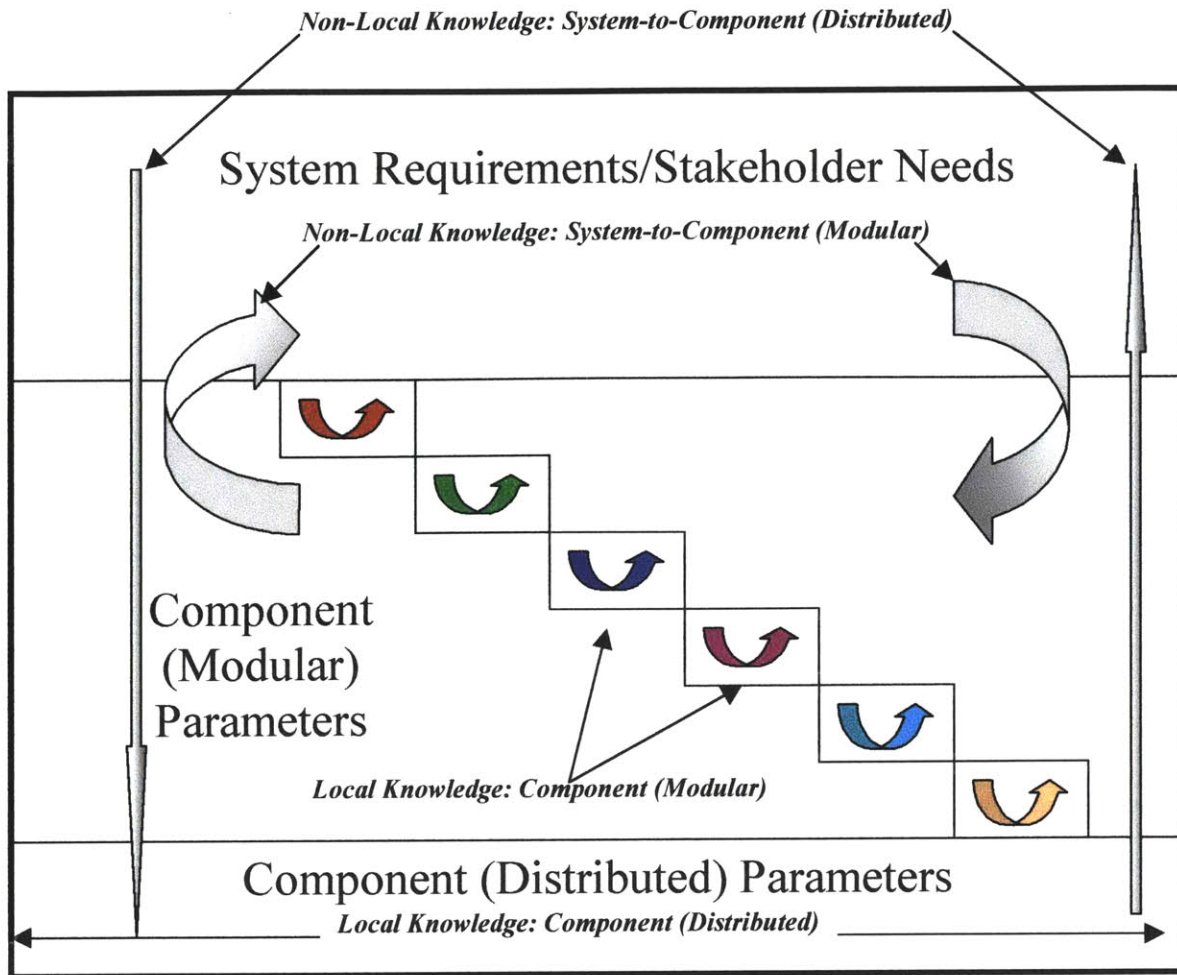 Non-Local Knowledge: System-to-Component (Distributed)
System Requirements/Stakeholder Needs
Non-Local Knowledge: System-to-Component (Modular)
Component
(Modular)
Parameters
Local Knowledge: Component (Modular)
Component (Distributed) Parameters
Local Knowledge: Component (Distributed)